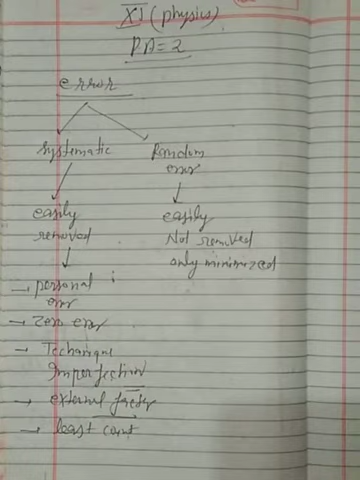 XI (physics)
PA=2
error
Systematic Random
error
easily easily
removed Not removed
only minimized
→ personal
error
→ Zero error
→ Technique
Imperfection
→ external factor
→ least count